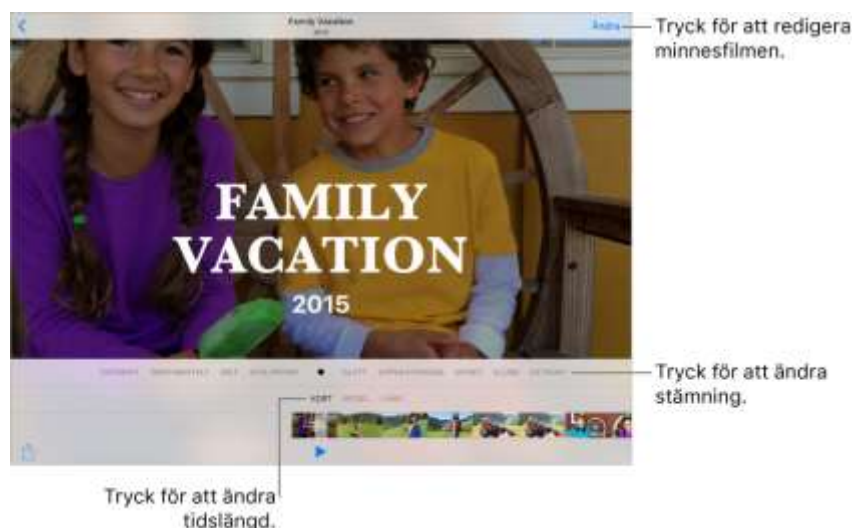 Family Vacation
Ändra
Tryck för att redigera
minnesfilmen.
FAMILY
VACATION
2015
Tryck för att ändra
stämning.
KORT
Tryck för att ändra
tidslängd.